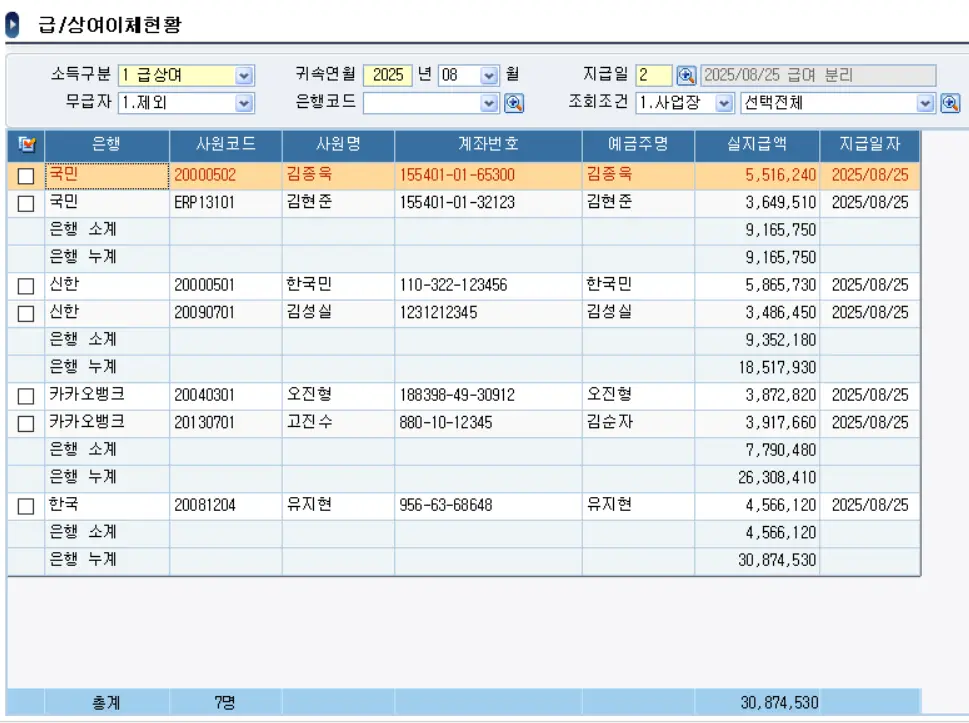 급/상여이체현황
소득구분 1 급상여 귀속연월 2025 년 08 월 지급일 2 2025/08/25 급여 분리
무급자 1.제외 은행코드 조회조건 1.사업장 선택전체
은행 사원코드 사원명 계좌번호 예금주명 실지급액 지급일자
국민 20000502 김종욱 155401-01-65300 김종욱 5,516,240 2025/08/25
국민 ERP13101 김현준 155401-01-32123 김현준 3,649,510 2025/08/25
은행 소계 9,165,750
은행 누계 9,165,750
신한 20000501 한국민 110-322-123456 한국민 5,865,730 2025/08/25
신한 20090701 김성실 1231212345 김성실 3,486,450 2025/08/25
은행 소계 9,352,180
은행 누계 18,517,930
카카오뱅크 20040301 오진형 188398-49-30912 오진형 3,872,820 2025/08/25
카카오뱅크 20130701 고진수 880-10-12345 김순자 3,917,660 2025/08/25
은행 소계 7,790,480
은행 누계 26,308,410
한국 20081204 유지현 956-63-68648 유지현 4,566,120 2025/08/25
은행 소계 4,566,120
은행 누계 30,874,530
총계 7명 30,874,530